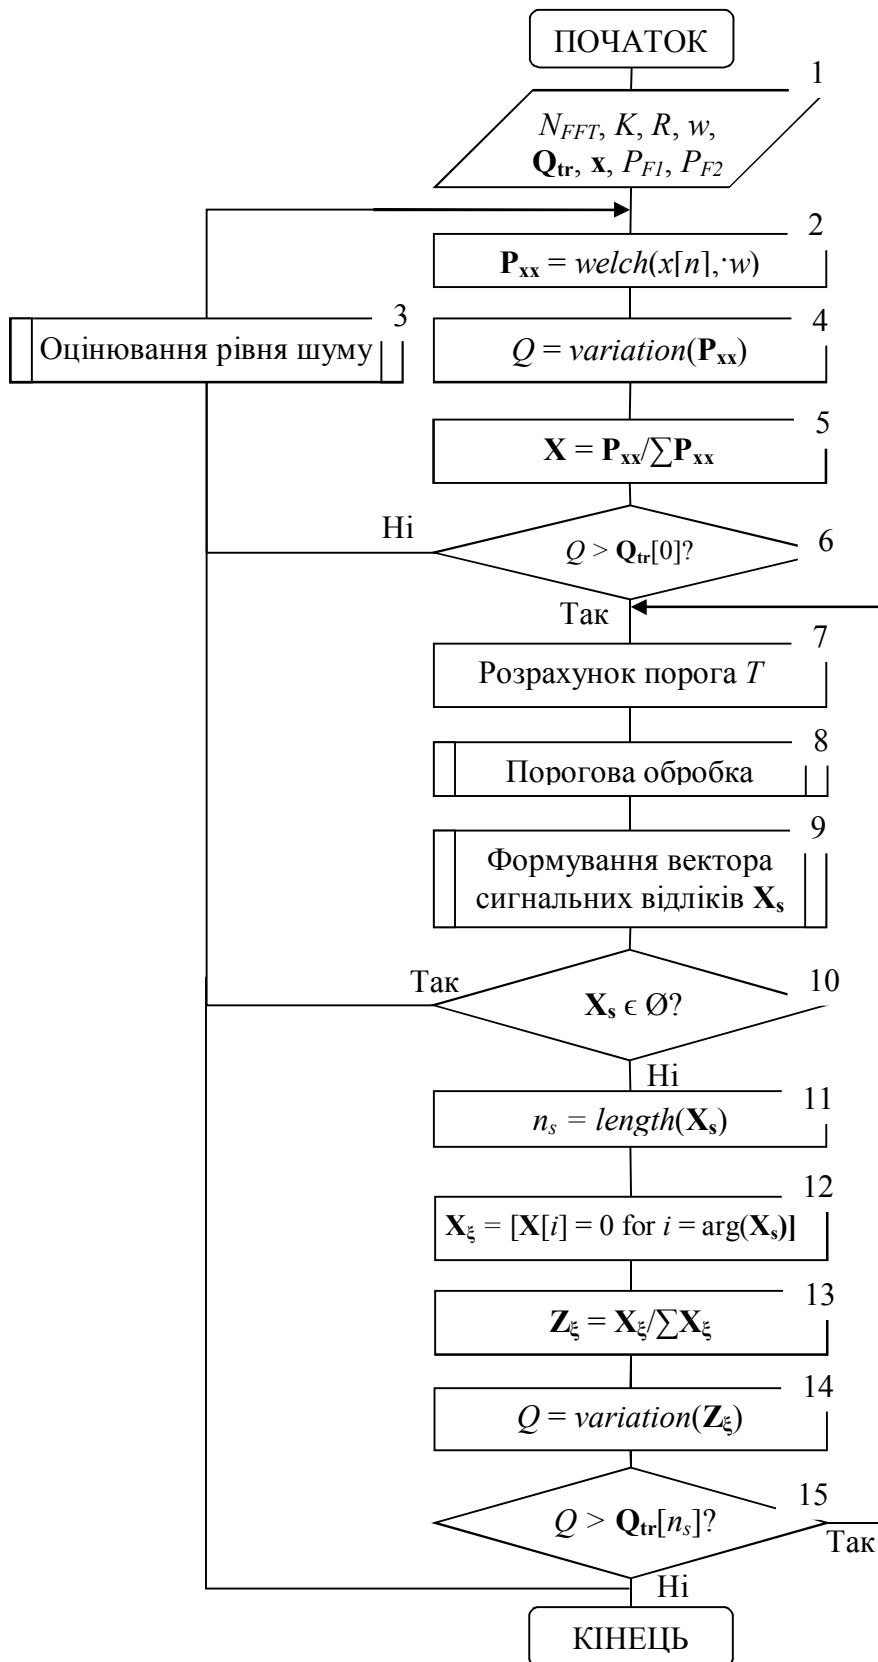 ПОЧАТОК
1
N_FFT, K, R, w,
Q_tr, x, P_F1, P_F2
2
P_xx = welch(x[n],·w)
3
Оцінювання рівня шуму
4
Q = variation(P_xx)
5
X = P_xx/∑P_xx
Ні
6
Q > Q_tr[0]?
Так
7
Розрахунок порога T
8
Порогова обробка
9
Формування вектора
сигнальних відліків X_s
Так
10
X_s ϵ Ø?
Ні
11
n_s = length(X_s)
12
X_ξ = [X[i] = 0 for i = arg(X_s)]
13
Z_ξ = X_ξ/∑X_ξ
14
Q = variation(Z_ξ)
15
Q > Q_tr[n_s]?
Так
Ні
КІНЕЦЬ